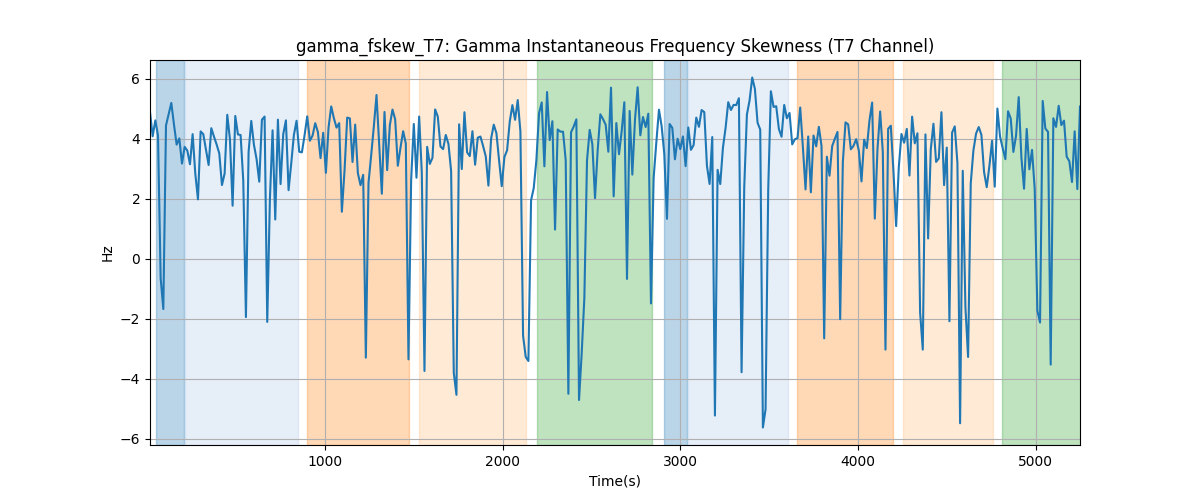 gamma_fskew_T7: Gamma Instantaneous Frequency Skewness (T7 Channel)
6
4
2
0
−2
−4
−6
Hz
1000 2000 3000 4000 5000
Time(s)